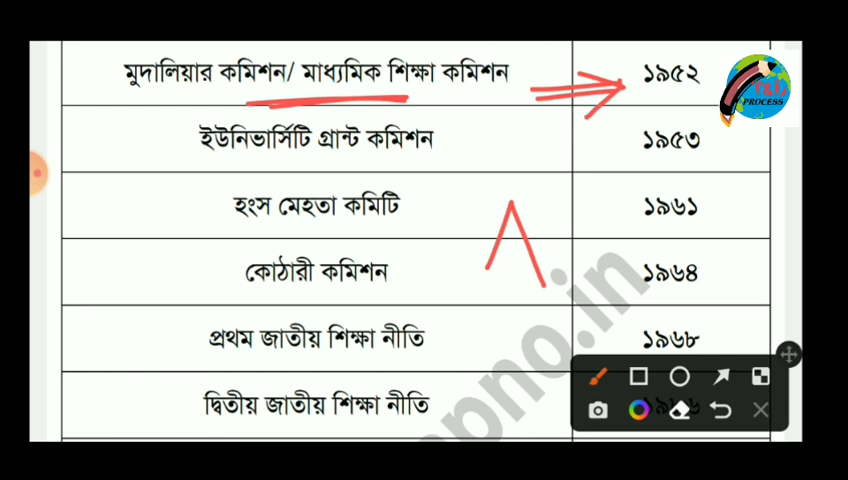 মুদালিয়ার কমিশন/ মাধ্যমিক শিক্ষা কমিশন ১৯৫২
PROCESS
ইউনিভার্সিটি গ্রান্ট কমিশন ১৯৫৩
হংস মেহতা কমিটি ১৯৬১
কোঠারী কমিশন ১৯৬৪
প্রথম জাতীয় শিক্ষা নীতি ১৯৬৮
দ্বিতীয় জাতীয় শিক্ষা নীতি